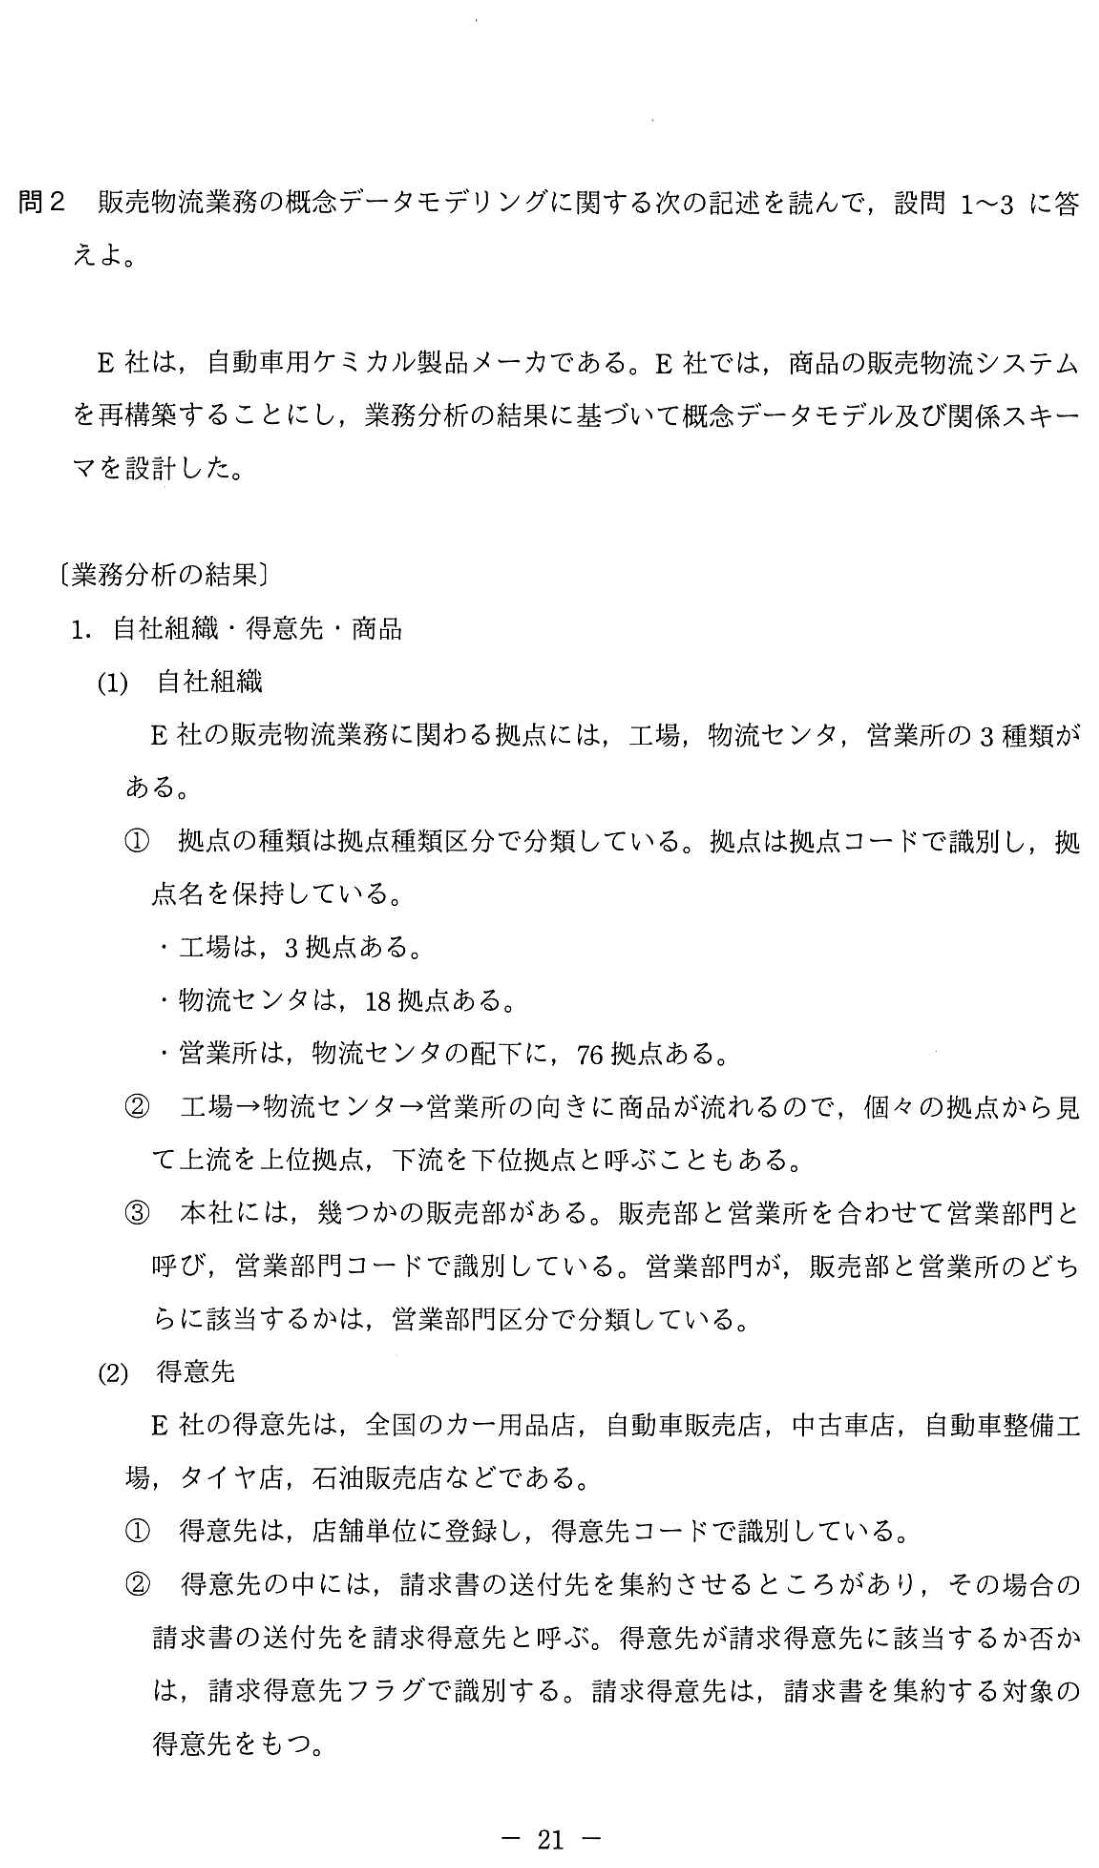 問2 販売物流業務の概念データモデリングに関する次の記述を読んで，設問 1～3 に答
えよ。
E 社は，自動車用ケミカル製品メーカである。E 社では，商品の販売物流システム
を再構築することにし，業務分析の結果に基づいて概念データモデル及び関係スキー
マを設計した。
〔業務分析の結果〕
1. 自社組織・得意先・商品
(1) 自社組織
E 社の販売物流業務に関わる拠点には，工場，物流センタ，営業所の 3 種類が
ある。
① 拠点の種類は拠点種類区分で分類している。拠点は拠点コードで識別し，拠
点名を保持している。
・工場は，3 拠点ある。
・物流センタは，18 拠点ある。
・営業所は，物流センタの配下に，76 拠点ある。
② 工場→物流センタ→営業所の向きに商品が流れるので，個々の拠点から見
て上流を上位拠点，下流を下位拠点と呼ぶこともある。
③ 本社には，幾つかの販売部がある。販売部と営業所を合わせて営業部門と
呼び，営業部門コードで識別している。営業部門が，販売部と営業所のどち
らに該当するかは，営業部門区分で分類している。
(2) 得意先
E 社の得意先は，全国のカー用品店，自動車販売店，中古車店，自動車整備工
場，タイヤ店，石油販売店などである。
① 得意先は，店舗単位に登録し，得意先コードで識別している。
② 得意先の中には，請求書の送付先を集約させるところがあり，その場合の
請求書の送付先を請求得意先と呼ぶ。得意先が請求得意先に該当するか否か
は，請求得意先フラグで識別する。請求得意先は，請求書を集約する対象の
得意先をもつ。
－ 21 －